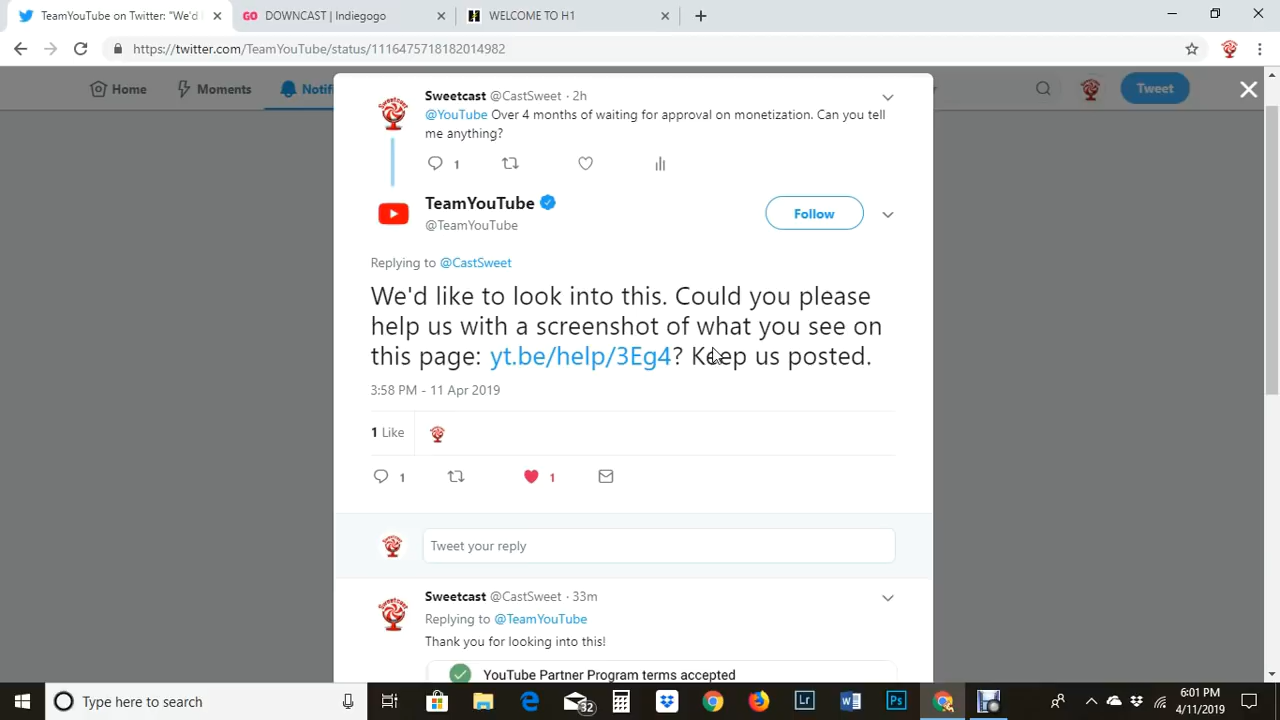 TeamYouTube on Twitter: "We'd l
DOWNCAST | Indiegogo
WELCOME TO H1
https://twitter.com/TeamYouTube/status/1116475718182014982
Home
Moments
Notif
Tweet
Sweetcast @CastSweet · 2h
@YouTube Over 4 months of waiting for approval on monetization. Can you tell
me anything?
1
TeamYouTube
@TeamYouTube
Follow
Replying to @CastSweet
We'd like to look into this. Could you please
help us with a screenshot of what you see on
this page: yt.be/help/3Eg4? Keep us posted.
3:58 PM - 11 Apr 2019
1 Like
1 1
Tweet your reply
Sweetcast @CastSweet · 33m
Replying to @TeamYouTube
Thank you for looking into this!
YouTube Partner Program terms accepted
Type here to search
32
6:01 PM
4/11/2019